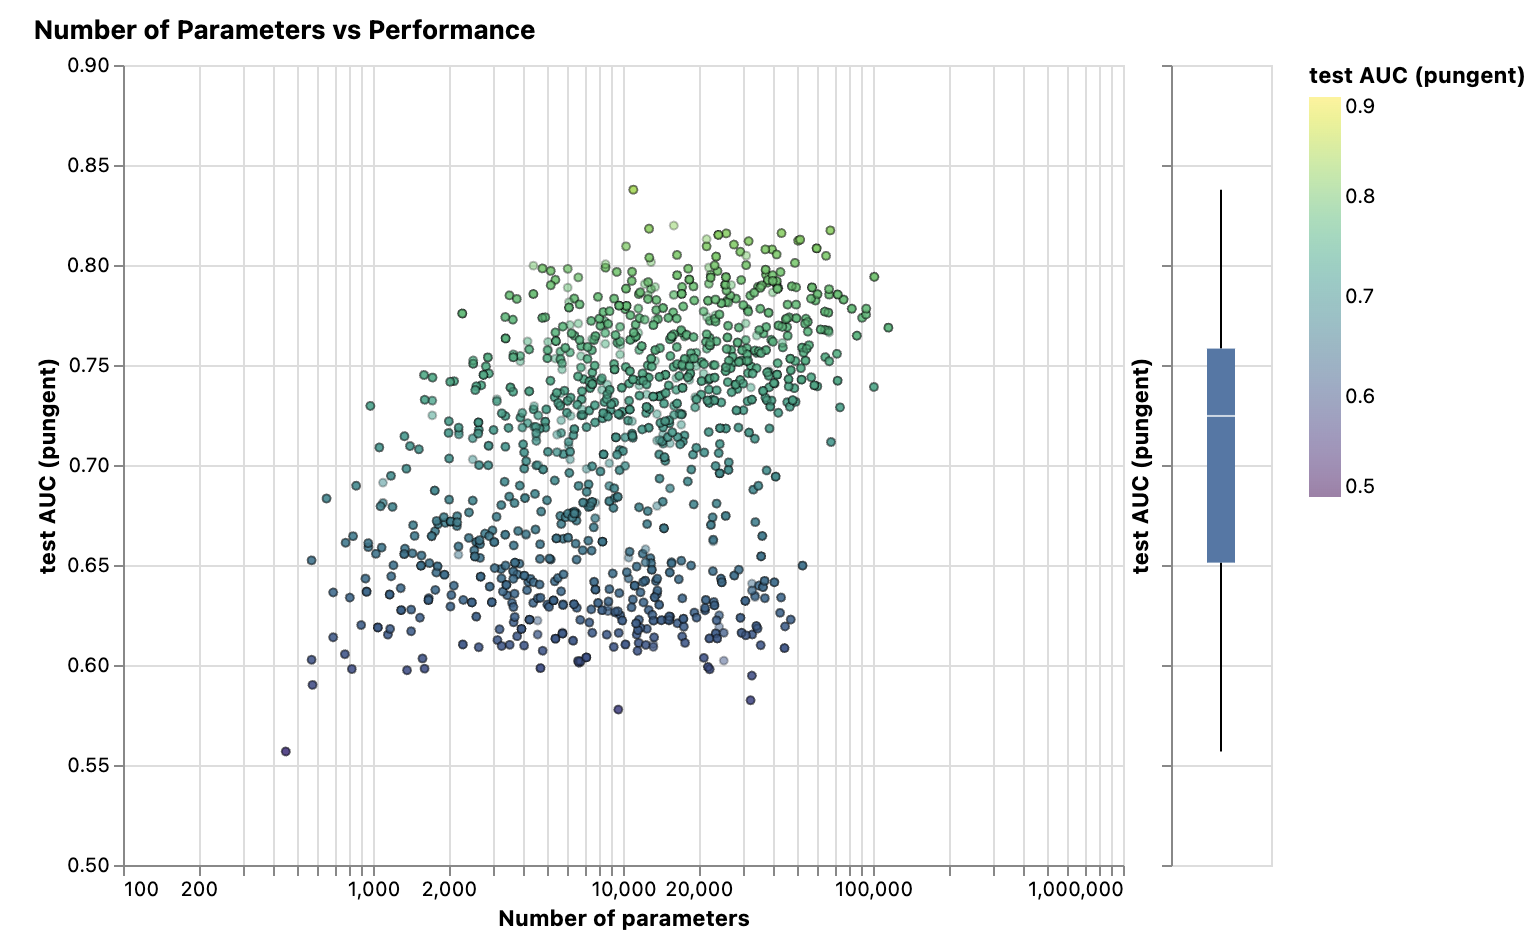 Number of Parameters vs Performance
test AUC (pungent)
0.90
0.85
0.80
0.75
0.70
0.65
0.60
0.55
0.50
100 200 1,000 2,000 10,000 20,000 100,000 1,000,000
Number of parameters
test AUC (pungent)
test AUC (pungent)
0.9
0.8
0.7
0.6
0.5